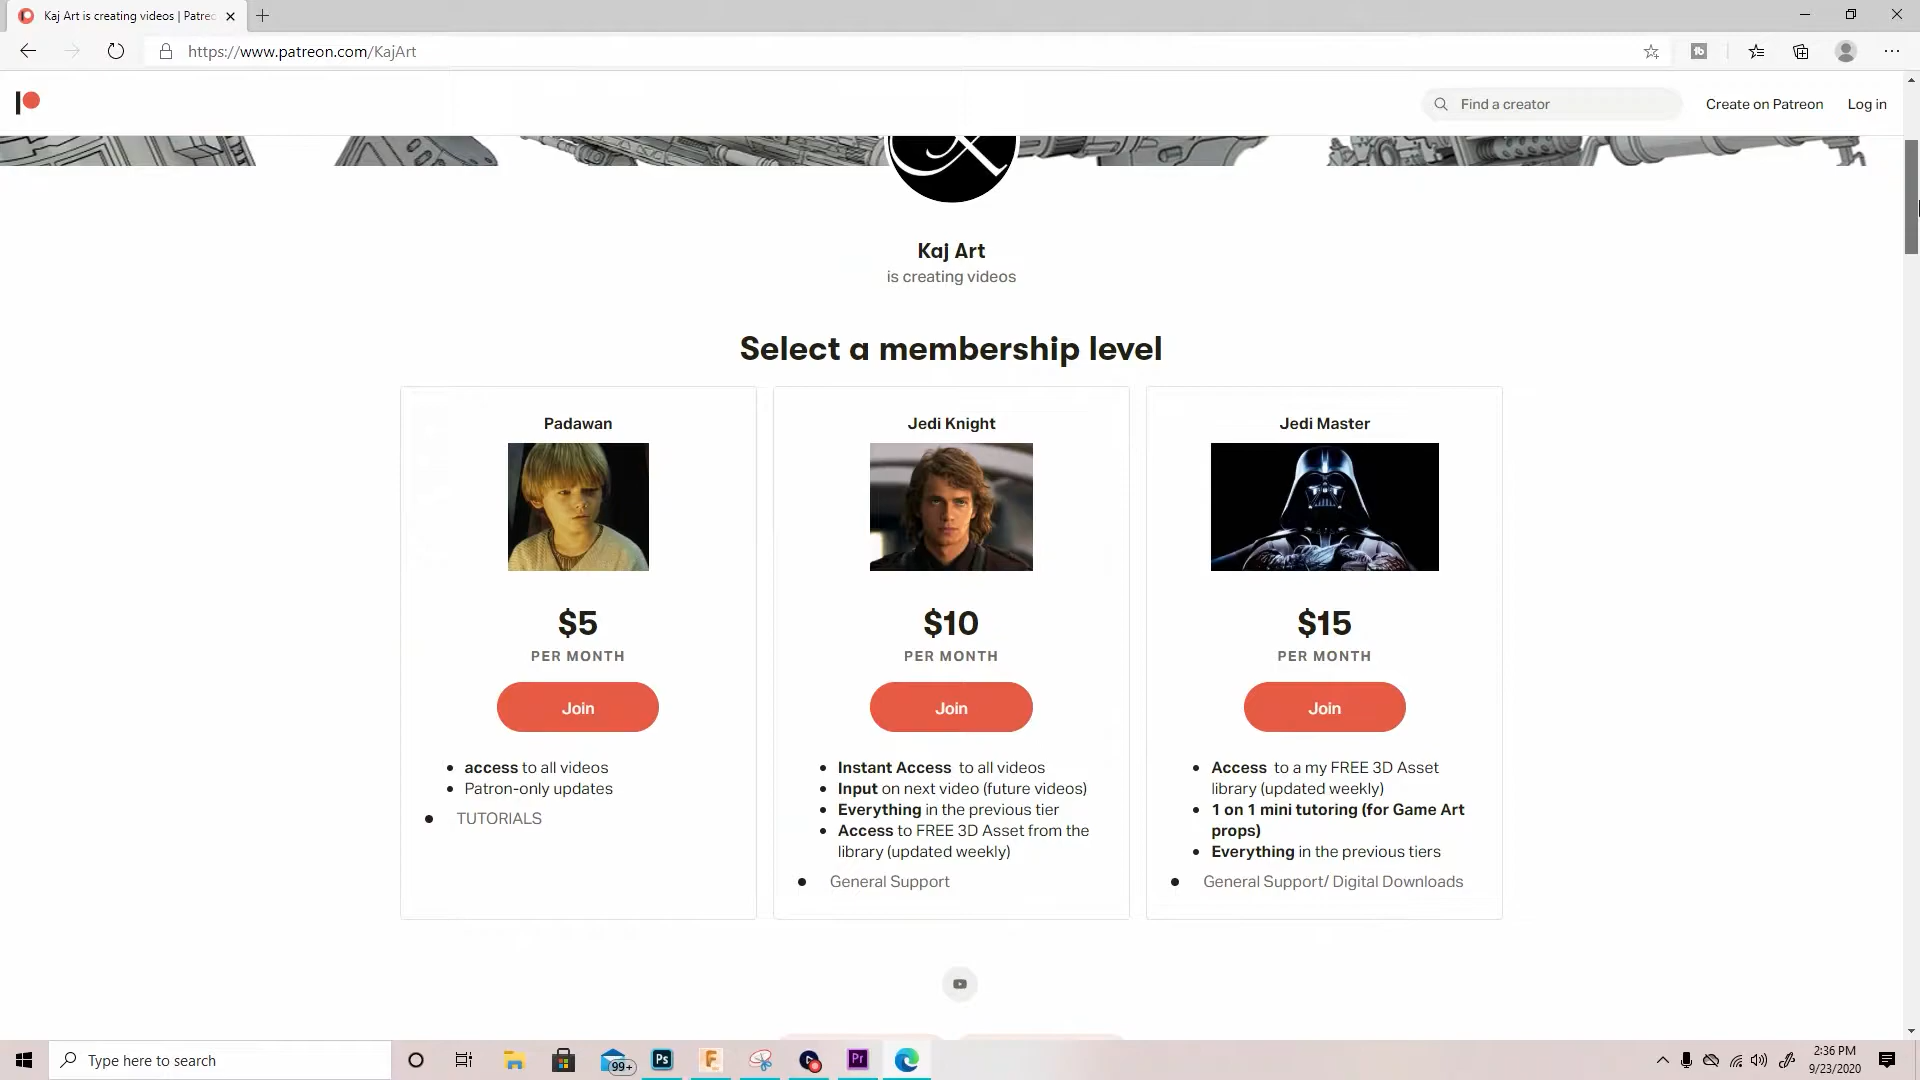 Kaj Art is creating videos | Patreo
https://www.patreon.com/KajArt
Find a creator
Create on Patreon
Log in
Kaj Art
is creating videos
Select a membership level
Padawan
$5
PER MONTH
Join
access to all videos
Patron-only updates
TUTORIALS
Jedi Knight
$10
PER MONTH
Join
Instant Access to all videos
Input on next video (future videos)
Everything in the previous tier
Access to FREE 3D Asset from the
library (updated weekly)
General Support
Jedi Master
$15
PER MONTH
Join
Access to a my FREE 3D Asset
library (updated weekly)
1 on 1 mini tutoring (for Game Art
props)
Everything in the previous tiers
General Support/ Digital Downloads
Type here to search
99+
Ps
F
Pr
2:36 PM
9/23/2020